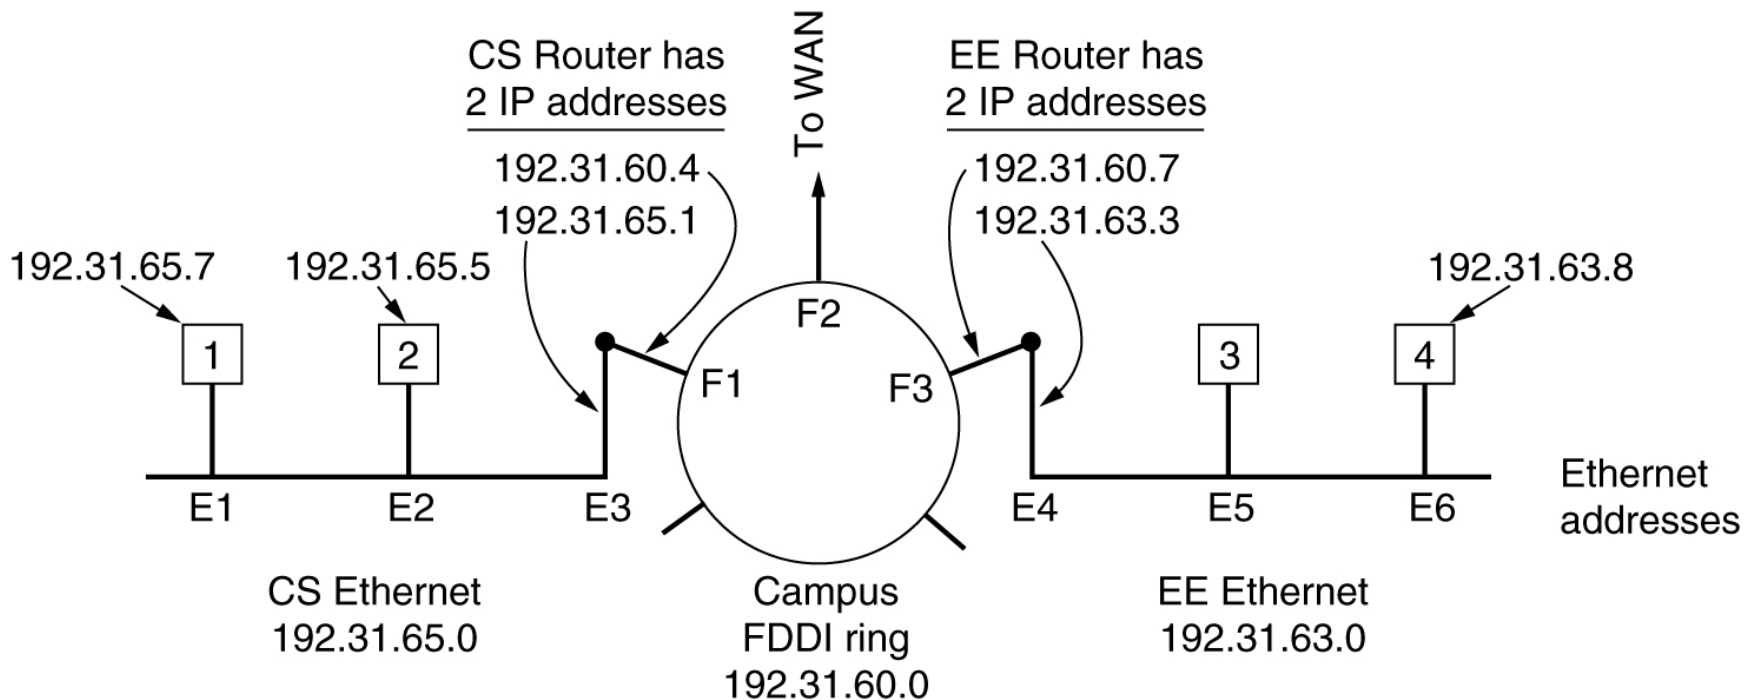 CS Router has
2 IP addresses
192.31.60.4
192.31.65.1
To WAN
EE Router has
2 IP addresses
192.31.60.7
192.31.63.3
192.31.65.7
192.31.65.5
192.31.63.8
1
2
F1
F2
F3
3
4
E1
E2
E3
E4
E5
E6
Ethernet
addresses
CS Ethernet
192.31.65.0
Campus
FDDI ring
192.31.60.0
EE Ethernet
192.31.63.0